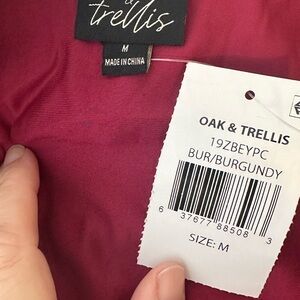 trellis
M
MADE IN CHINA
OAK & TRELLIS
19ZBEYPC
BUR/BURGUNDY
6 37677 88508 3
SIZE: M